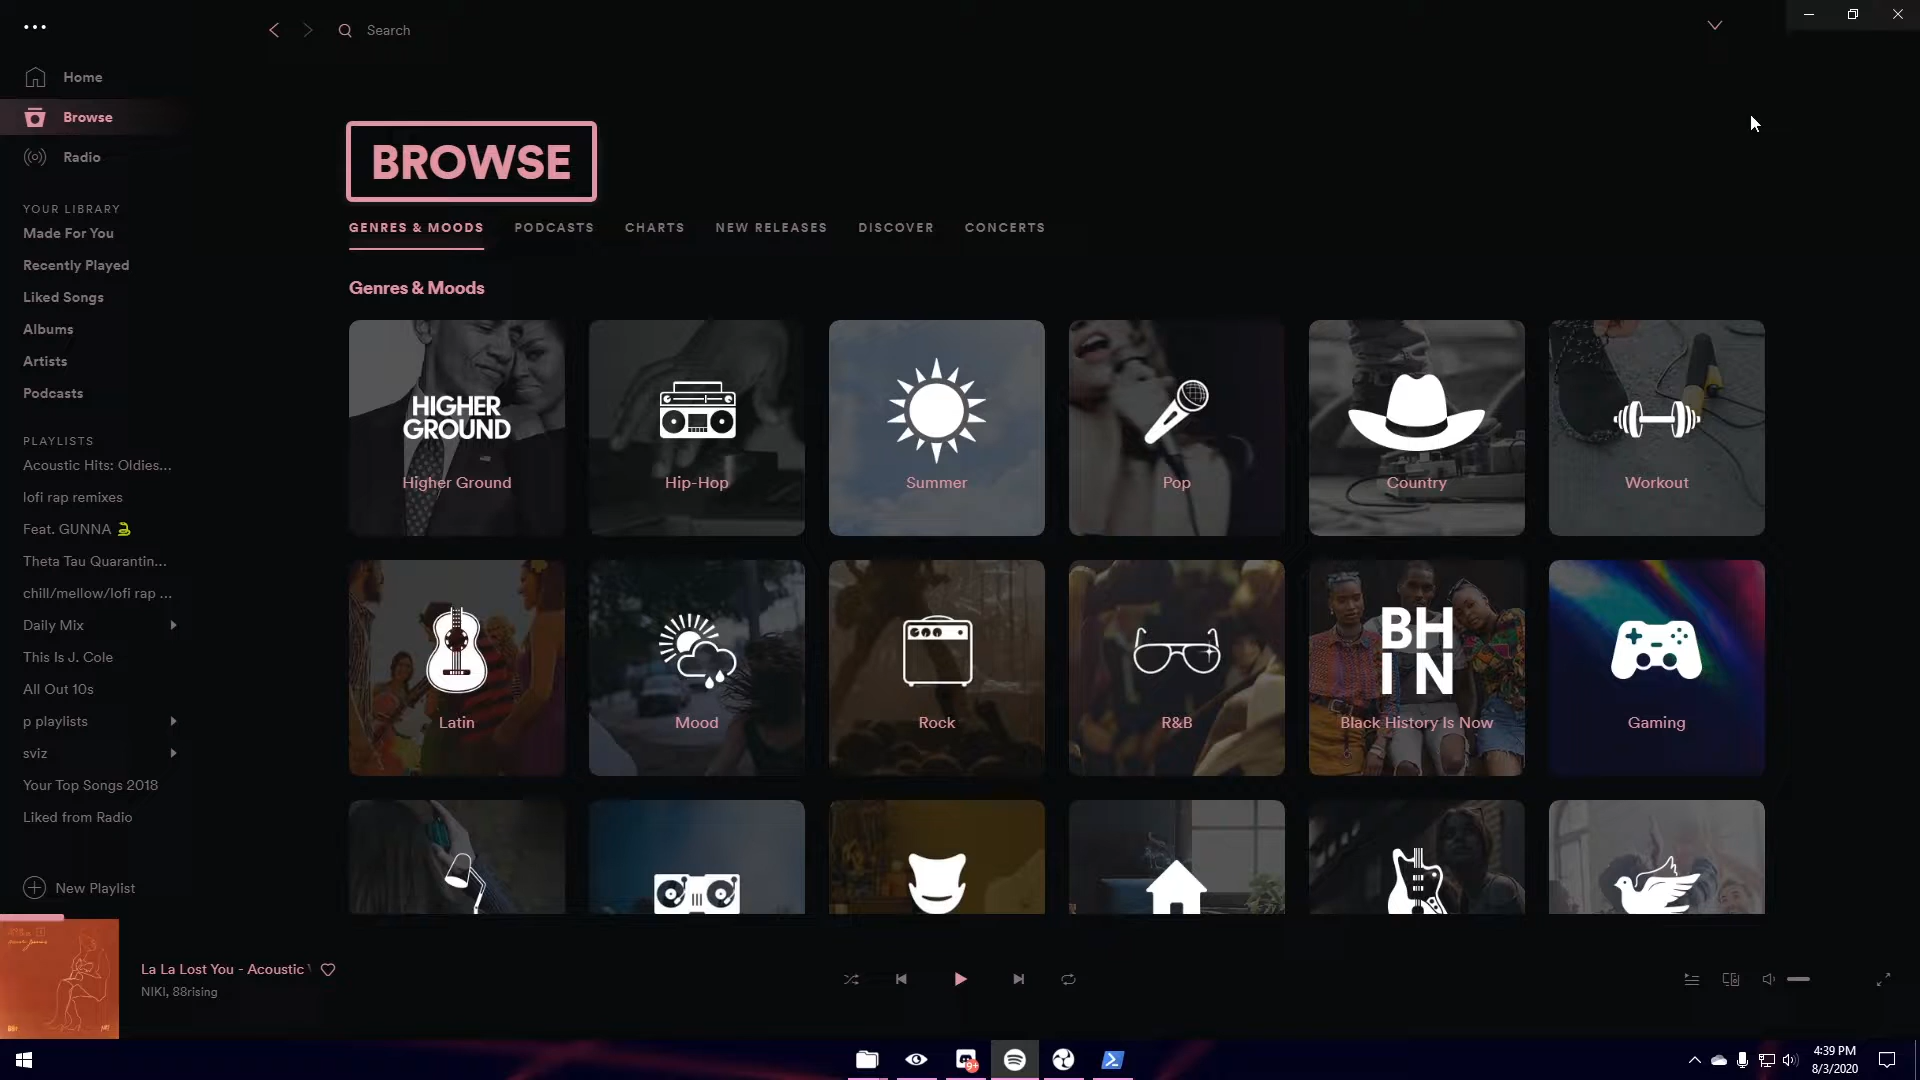 Search
Home
Browse
Radio
YOUR LIBRARY
Made For You
Recently Played
Liked Songs
Albums
Artists
Podcasts
PLAYLISTS
Acoustic Hits: Oldies...
lofi rap remixes
Feat. GUNNA
Theta Tau Quarantin...
chill/mellow/lofi rap ...
Daily Mix
This Is J. Cole
All Out 10s
p playlists
sviz
Your Top Songs 2018
Liked from Radio
New Playlist
BROWSE
GENRES & MOODS PODCASTS CHARTS NEW RELEASES DISCOVER CONCERTS
Genres & Moods
HIGHER
GROUND
Higher Ground
Hip-Hop
Summer
Pop
Country
Workout
Latin
Mood
Rock
R&B
BH
IN
Black History Is Now
Gaming
La La Lost You - Acoustic
NIKI, 88rising
9+
4:39 PM
8/3/2020